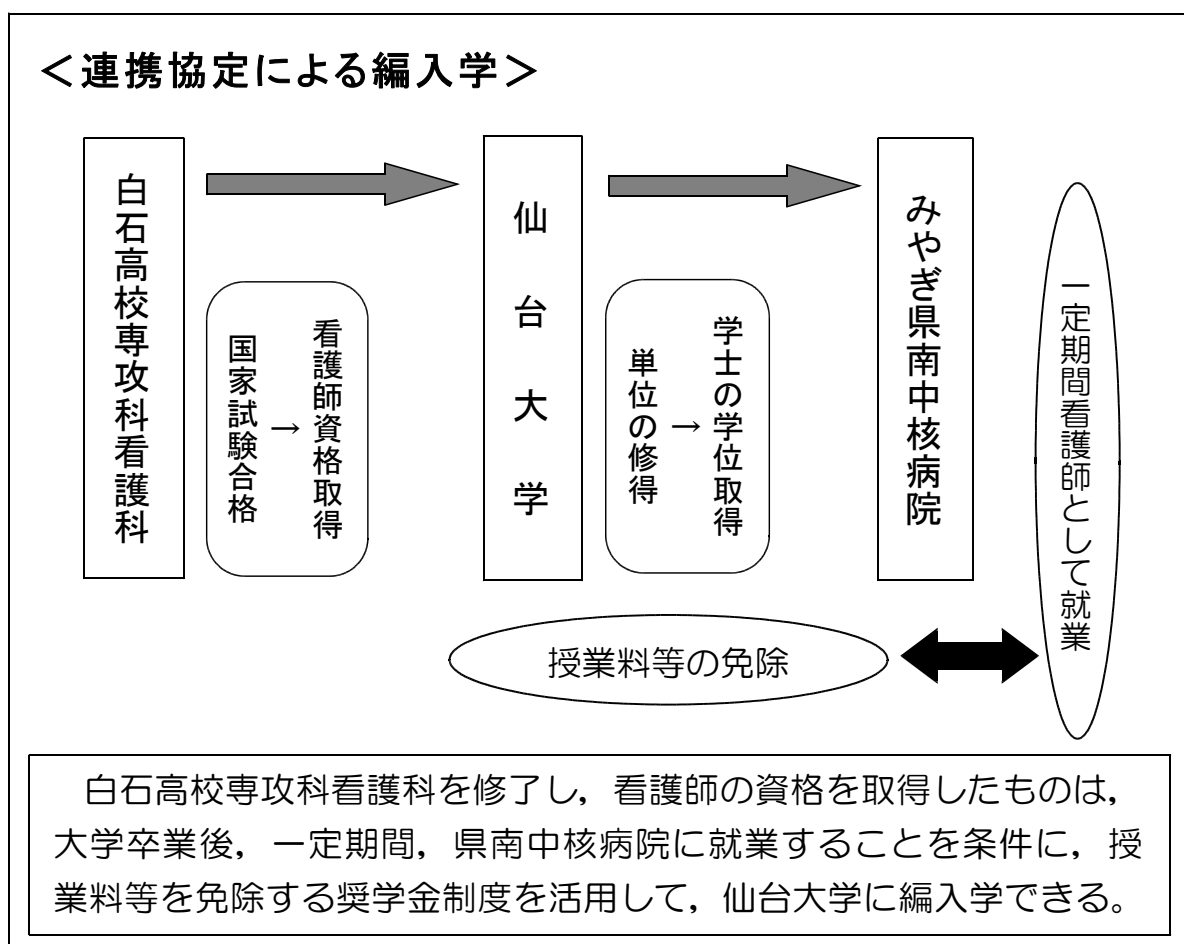 ＜連携協定による編入学＞
白石高校専攻科看護科
国家試験合格
→
看護師資格取得
仙台大学
単位の修得
→
学士の学位取得
みやぎ県南中核病院
一定期間看護師として就業
授業料等の免除
白石高校専攻科看護科を修了し，看護師の資格を取得したものは，
大学卒業後，一定期間，県南中核病院に就業することを条件に，授
業料等を免除する奨学金制度を活用して，仙台大学に編入学できる。